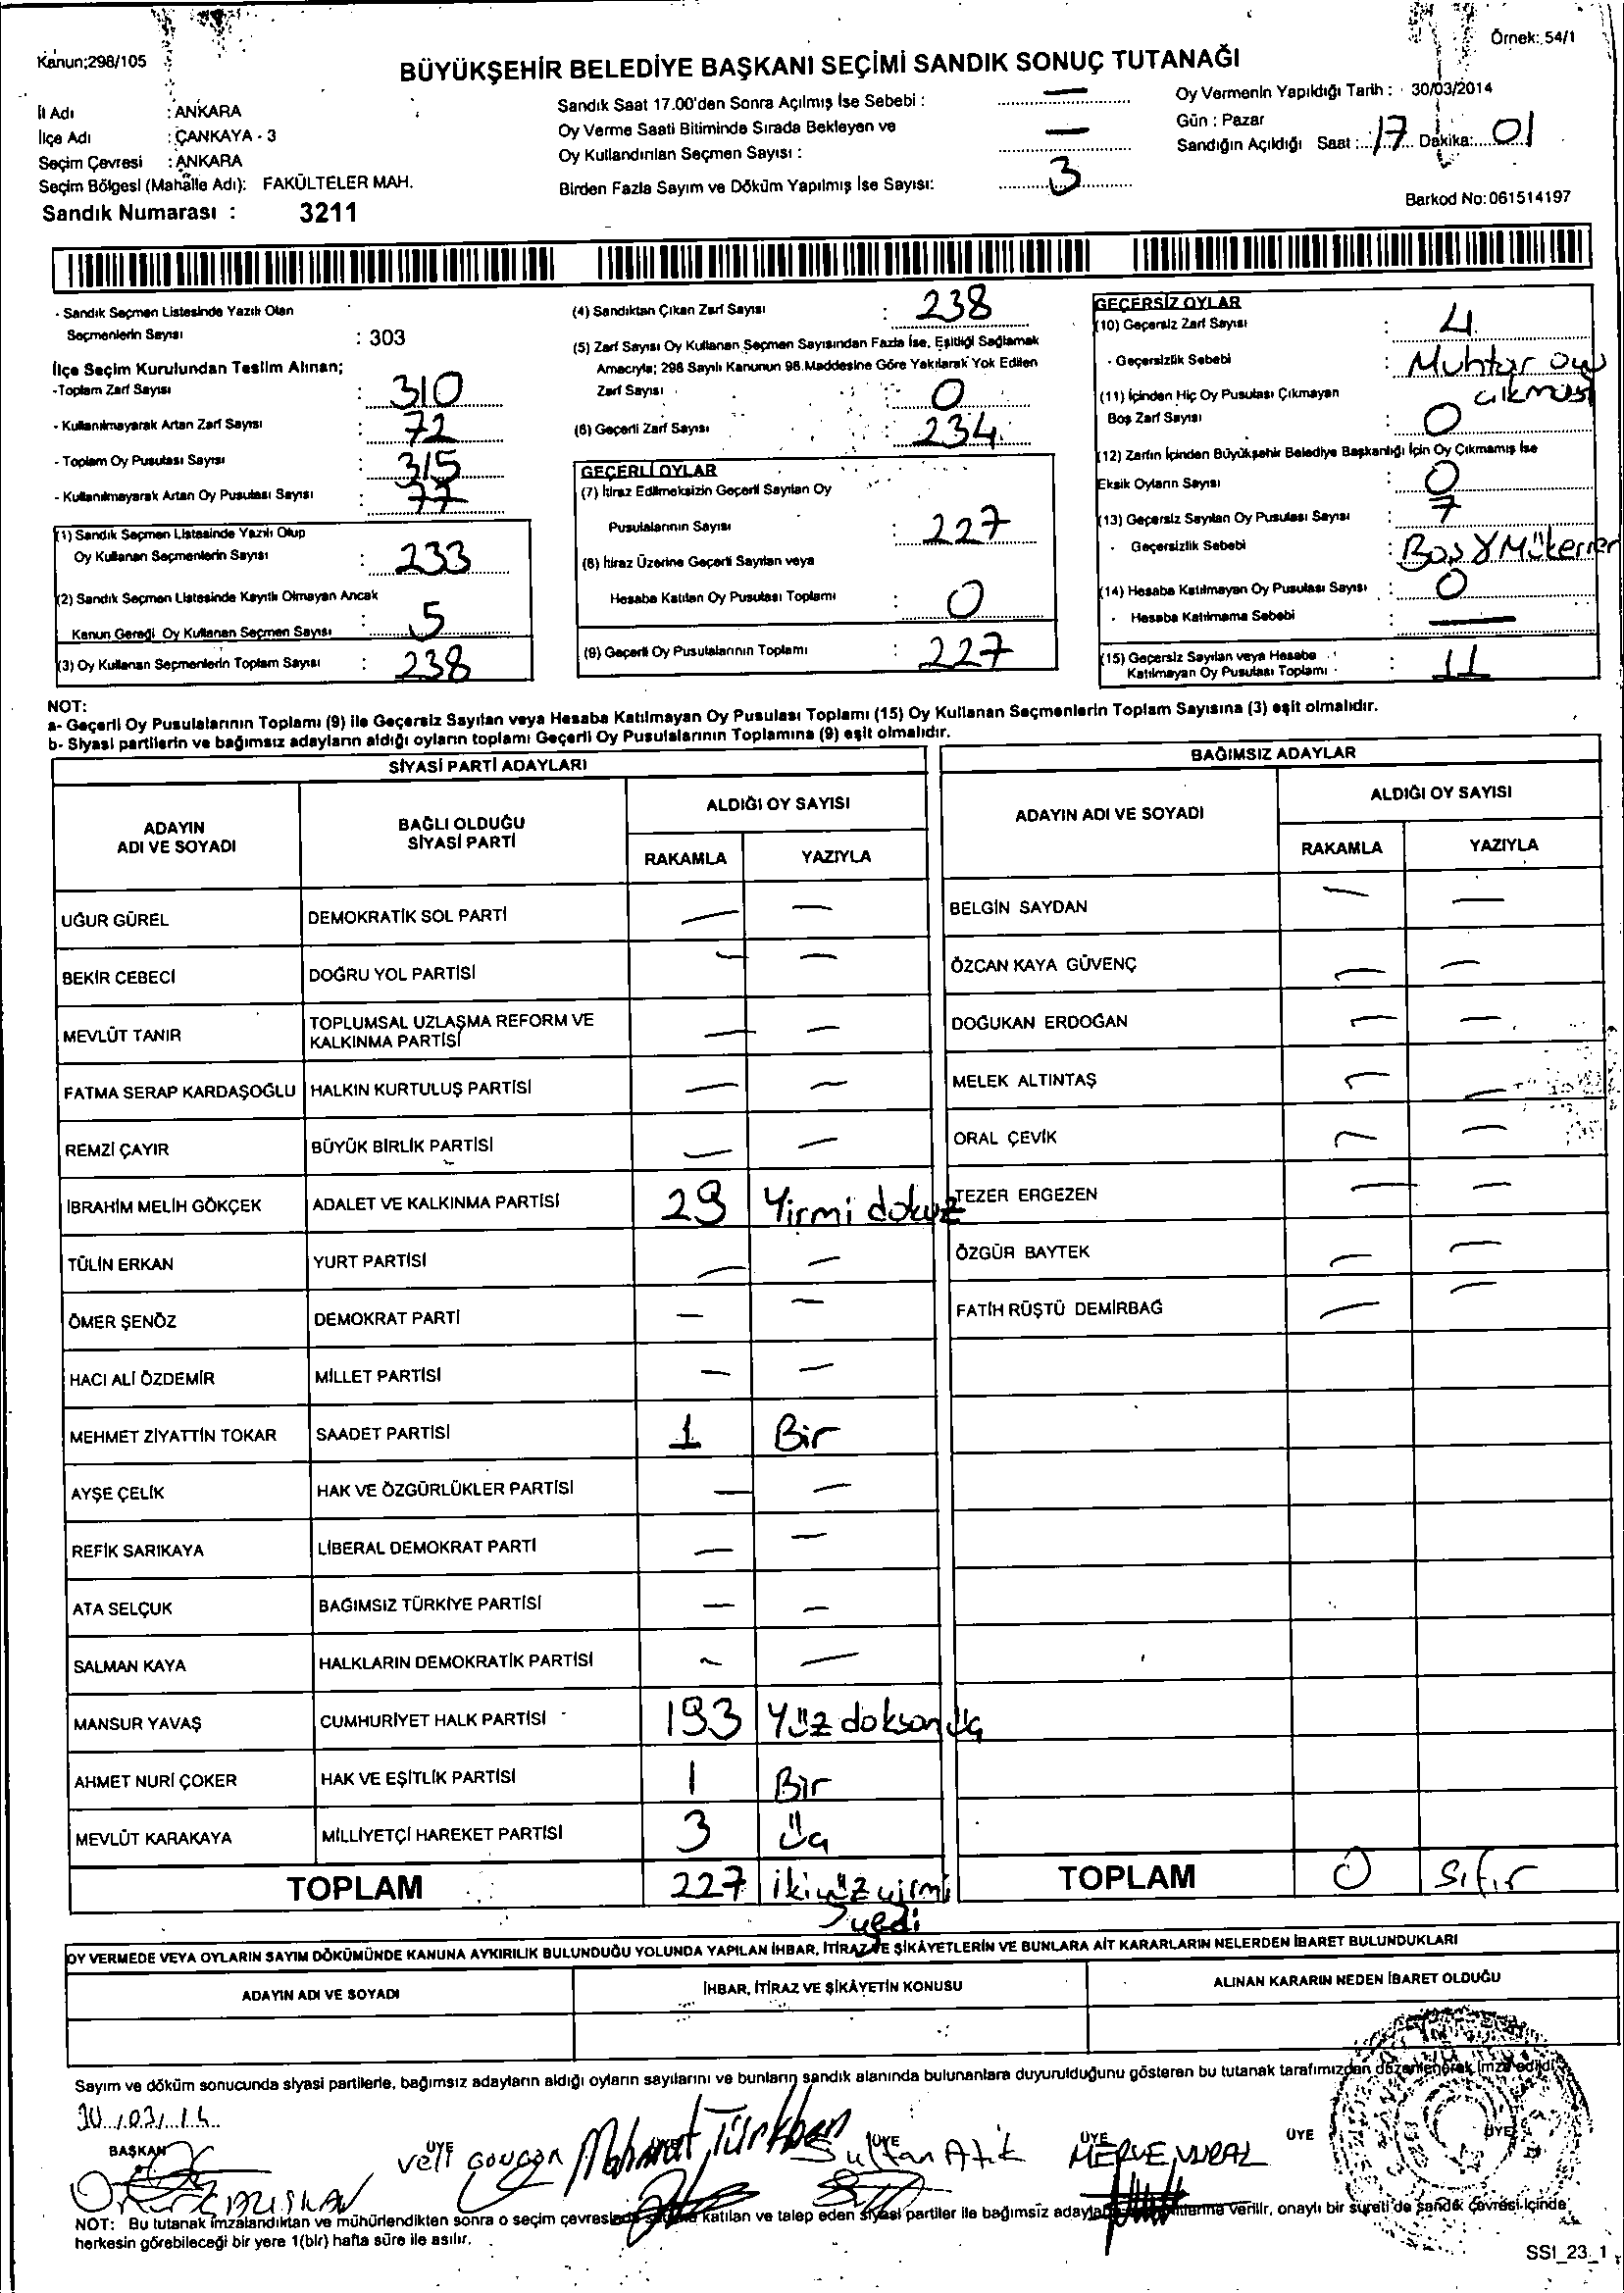 Kanun;298/105
Örnek: 54/1
BÜYÜKŞEHİR BELEDİYE BAŞKANI SEÇİMİ SANDIK SONUÇ TUTANAĞI
İl Adı : ANKARA
İlçe Adı : ÇANKAYA - 3
Seçim Çevresi : ANKARA
Seçim Bölgesi (Mahalle Adı): FAKÜLTELER MAH.
Sandık Numarası : 3211
Sandık Saat 17.00'den Sonra Açılmış İse Sebebi : —
Oy Verme Saati Bitiminde Sırada Bekleyen ve
Oy Kullandırılan Seçmen Sayısı : —
Birden Fazla Sayım ve Döküm Yapılmış İse Sayısı: 3
Oy Vermenin Yapıldığı Tarih : 30/03/2014
Gün : Pazar
Sandığın Açıldığı Saat : 17 Dakika: 01
Barkod No: 061514197
- Sandık Seçmen Listesinde Yazılı Olan
Seçmenlerin Sayısı : 303
İlçe Seçim Kurulundan Teslim Alınan;
-Toplam Zarf Sayısı : 310
- Kullanılmayarak Artan Zarf Sayısı : 72
- Toplam Oy Pusulası Sayısı : 315
- Kullanılmayarak Artan Oy Pusulası Sayısı : 77
(1) Sandık Seçmen Listesinde Yazılı Olup
Oy Kullanan Seçmenlerin Sayısı : 233
(2) Sandık Seçmen Listesinde Kayıtlı Olmayan Ancak
Kanun Gereği Oy Kullanan Seçmen Sayısı : 5
(3) Oy Kullanan Seçmenlerin Toplam Sayısı : 238
(4) Sandıktan Çıkan Zarf Sayısı : 238
(5) Zarf Sayısı Oy Kullanan Seçmen Sayısından Fazla İse, Eşitliği Sağlamak
Amacıyla; 298 Sayılı Kanunun 98.Maddesine Göre Yakılarak Yok Edilen
Zarf Sayısı : 0
(6) Geçerli Zarf Sayısı : 234
GEÇERLİ OYLAR
(7) İtiraz Edilmeksizin Geçerli Sayılan Oy
Pusulalarının Sayısı : 227
(8) İtiraz Üzerine Geçerli Sayılan veya
Hesaba Katılan Oy Pusulası Toplamı : 0
(9) Geçerli Oy Pusulalarının Toplamı : 227
GEÇERSİZ OYLAR
(10) Geçersiz Zarf Sayısı : 4
- Geçersizlik Sebebi : Muhtar oyu
çıkması
(11) İçinden Hiç Oy Pusulası Çıkmayan
Boş Zarf Sayısı : 0
(12) Zarfın İçinden Büyükşehir Belediye Başkanlığı İçin Oy Çıkmamış İse
Eksik Oyların Sayısı : 0
(13) Geçersiz Sayılan Oy Pusulası Sayısı : 7
- Geçersizlik Sebebi : Boş Mükerrer
(14) Hesaba Katılmayan Oy Pusulası Sayısı : 0
- Hesaba Katılmama Sebebi : —
(15) Geçersiz Sayılan veya Hesaba
Katılmayan Oy Pusulası Toplamı : 11
NOT:
a- Geçerli Oy Pusulalarının Toplamı (9) ile Geçersiz Sayılan veya Hesaba Katılmayan Oy Pusulası Toplamı (15) Oy Kullanan Seçmenlerin Toplam Sayısına (3) eşit olmalıdır.
b- Siyasi partilerin ve bağımsız adayların aldığı oyların toplamı Geçerli Oy Pusulalarının Toplamına (9) eşit olmalıdır.
SİYASİ PARTİ ADAYLARI
ADAYIN
ADI VE SOYADI
BAĞLI OLDUĞU
SİYASİ PARTİ
ALDIĞI OY SAYISI
RAKAMLA YAZIYLA
UĞUR GÜREL DEMOKRATİK SOL PARTİ — —
BEKİR CEBECİ DOĞRU YOL PARTİSİ — —
MEVLÜT TANIR TOPLUMSAL UZLAŞMA REFORM VE
KALKINMA PARTİSİ — —
FATMA SERAP KARDAŞOĞLU HALKIN KURTULUŞ PARTİSİ — —
REMZİ ÇAYIR BÜYÜK BİRLİK PARTİSİ — —
İBRAHİM MELİH GÖKÇEK ADALET VE KALKINMA PARTİSİ 29 Yirmi dokuz
TÜLİN ERKAN YURT PARTİSİ — —
ÖMER ŞENÖZ DEMOKRAT PARTİ — —
HACI ALİ ÖZDEMİR MİLLET PARTİSİ — —
MEHMET ZİYATTİN TOKAR SAADET PARTİSİ 1 Bir
AYŞE ÇELİK HAK VE ÖZGÜRLÜKLER PARTİSİ — —
REFİK SARIKAYA LİBERAL DEMOKRAT PARTİ — —
ATA SELÇUK BAĞIMSIZ TÜRKİYE PARTİSİ — —
SALMAN KAYA HALKLARIN DEMOKRATİK PARTİSİ — —
MANSUR YAVAŞ CUMHURİYET HALK PARTİSİ 193 Yüz doksan üç
AHMET NURİ ÇOKER HAK VE EŞİTLİK PARTİSİ 1 Bir
MEVLÜT KARAKAYA MİLLİYETÇİ HAREKET PARTİSİ 3 üç
TOPLAM 227 ikiyüz yirmi
yedi
BAĞIMSIZ ADAYLAR
ADAYIN ADI VE SOYADI
ALDIĞI OY SAYISI
RAKAMLA YAZIYLA
BELGİN SAYDAN — —
ÖZCAN KAYA GÜVENÇ — —
DOĞUKAN ERDOĞAN — —
MELEK ALTINTAŞ — —
ORAL ÇEVİK — —
TEZER ERGEZEN — —
ÖZGÜR BAYTEK — —
FATİH RÜŞTÜ DEMİRBAĞ — —
TOPLAM 0 sıfır
OY VERMEDE VEYA OYLARIN SAYIM DÖKÜMÜNDE KANUNA AYKIRILIK BULUNDUĞU YOLUNDA YAPILAN İHBAR, İTİRAZ VE ŞİKÂYETLERİN VE BUNLARA AİT KARARLARIN NELERDEN İBARET BULUNDUKLARI
ADAYIN ADI VE SOYADI İHBAR, İTİRAZ VE ŞİKÂYETİN KONUSU ALINAN KARARIN NEDEN İBARET OLDUĞU
Sayım ve döküm sonucunda siyasi partilerle, bağımsız adayların aldığı oyların sayılarını ve bunların sandık alanında bulunanlara duyurulduğunu gösteren bu tutanak tarafımızdan düzenlenerek imza edildi.
30/03/14
BAŞKAN ÜYE ÜYE ÜYE ÜYE ÜYE
Veli Mahmut Türkben Sultan Atik MERVE VURAL
NOT: Bu tutanak imzalandıktan ve mühürlendikten sonra o seçim çevresinde katılan ve talep eden siyasi partiler ile bağımsız verilir, onaylı bir sureti de sandık çevresi içinde
herkesin görebileceği bir yere 1(bir) hafta süre ile asılır.
SSI_23_1